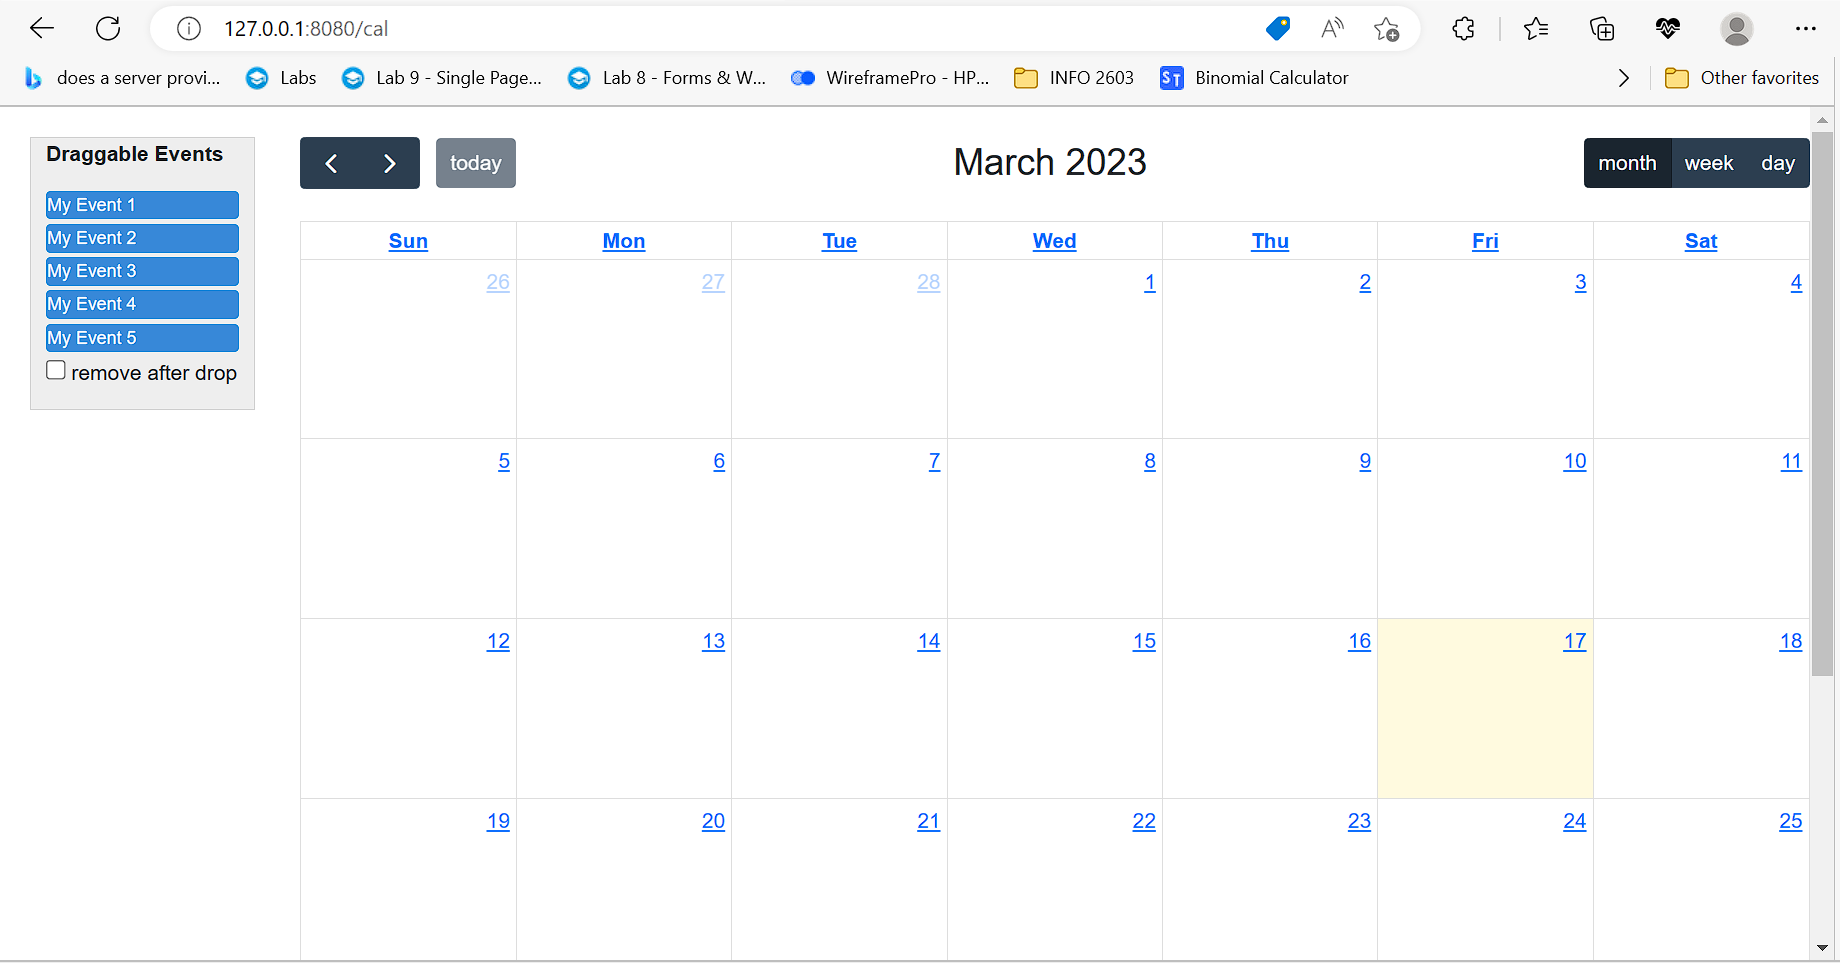 127.0.0.1:8080/cal
does a server provi... Labs Lab 9 - Single Page... Lab 8 - Forms & W... WireframePro - HP... INFO 2603 ST Binomial Calculator Other favorites
Draggable Events
My Event 1
My Event 2
My Event 3
My Event 4
My Event 5
remove after drop
today March 2023 month week day
Sun Mon Tue Wed Thu Fri Sat
26 27 28 1 2 3 4
5 6 7 8 9 10 11
12 13 14 15 16 17 18
19 20 21 22 23 24 25